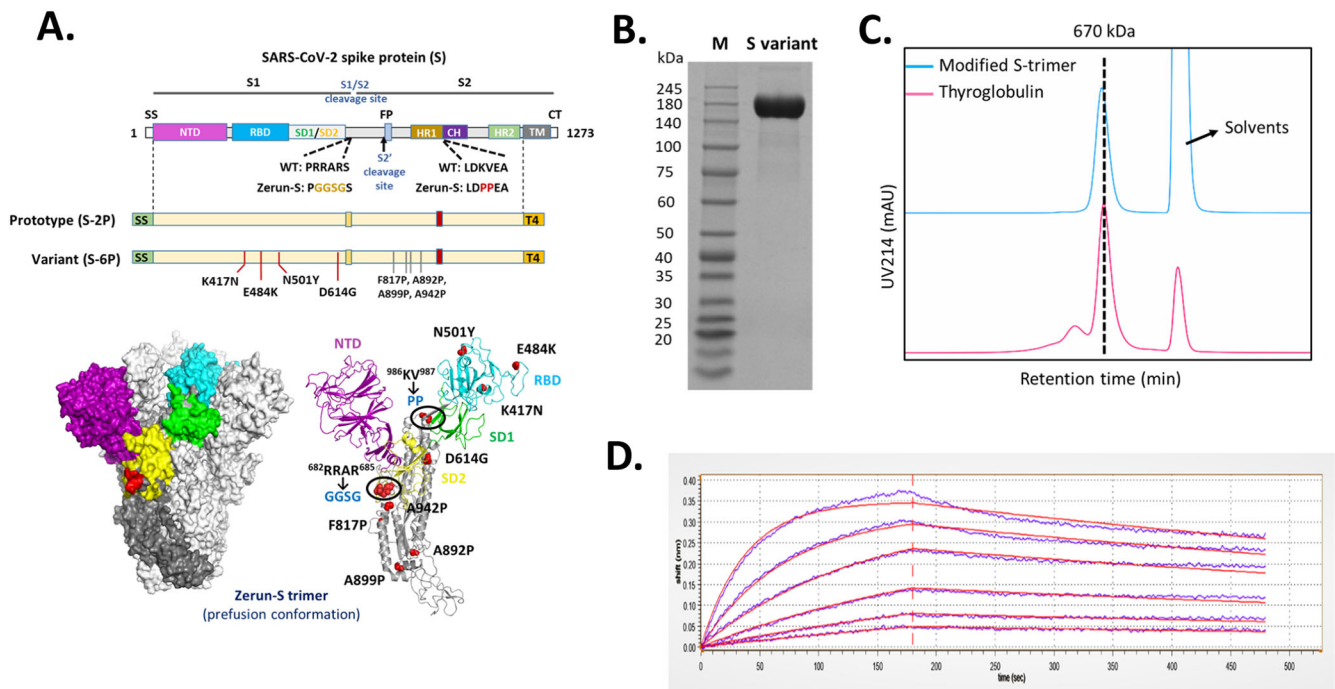 A.
SARS-CoV-2 spike protein (S)
S1
S1/S2
cleavage site
S2
SS
FP
CT
1
NTD
RBD
SD1/SD2
HR1
CH
HR2
TM
1273
WT: PRRARS
S2'
cleavage
site
WT: LDKVEA
Zerun-S: PGGSGS
Zerun-S: LDPPEA
Prototype (S-2P)
SS
T4
Variant (S-6P)
SS
T4
K417N
E484K
N501Y
D614G
F817P, A892P,
A899P, A942P
NTD
N501Y
E484K
986KV987
PP
RBD
K417N
SD1
D614G
SD2
682RRAR685
GGSG
A942P
F817P
A892P
A899P
Zerun-S trimer
(prefusion conformation)
B.
M
S variant
kDa
245
180
140
100
75
60
50
40
35
30
25
20
C.
670 kDa
Modified S-trimer
Thyroglobulin
Solvents
UV214 (mAU)
Retention time (min)
D.
shift (nm)
0.40
0.35
0.30
0.25
0.20
0.15
0.10
0.05
0.00
0
50
100
150
200
250
300
350
400
450
500
time (sec)